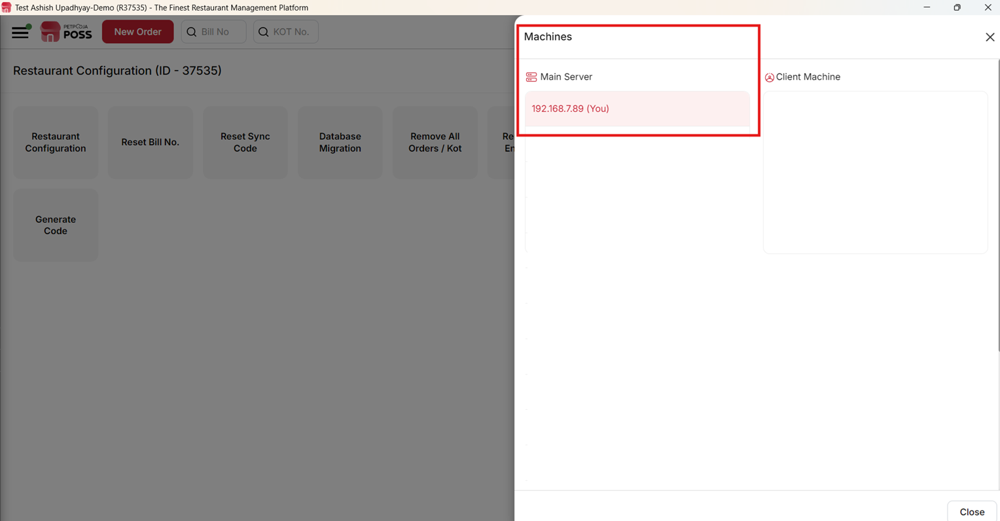 Test Ashish Upadhyay-Demo (R37535) - The Finest Restaurant Management Platform
PETPOOJA
POSS
New Order
Bill No
KOT No.
Restaurant Configuration (ID - 37535)
Restaurant
Configuration
Reset Bill No.
Reset Sync
Code
Database
Migration
Remove All
Orders / Kot
Re
En
Generate
Code
Machines
Main Server
192.168.7.89 (You)
Client Machine
Close